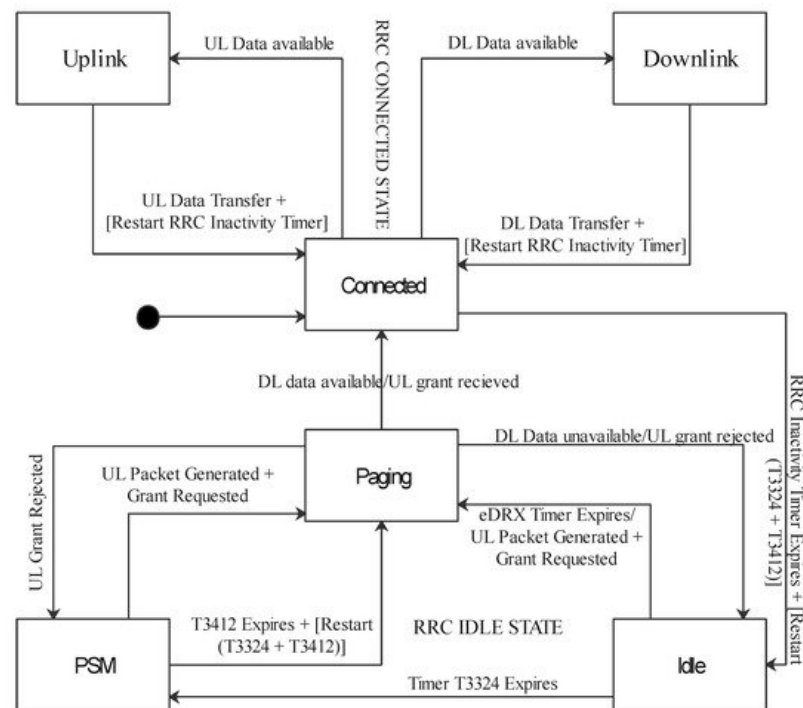 Uplink
UL Data available
RRC CONNECTED STATE
DL Data available
Downlink
UL Data Transfer +
[Restart RRC Inactivity Timer]
DL Data Transfer +
[Restart RRC Inactivity Timer]
Connected
DL data available/UL grant recieved
RRC Inactivity Timer Expires + [Restart
(T3324 + T3412)]
UL Grant Rejected
UL Packet Generated +
Grant Requested
Paging
DL Data unavailable/UL grant rejected
eDRX Timer Expires/
UL Packet Generated +
Grant Requested
T3412 Expires + [Restart
(T3324 + T3412)]
RRC IDLE STATE
PSM
Idle
Timer T3324 Expires